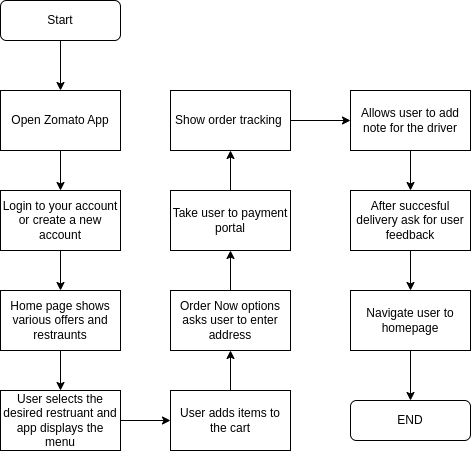 Start
Open Zomato App
Login to your account
or create a new
account
Home page shows
various offers and
restraunts
User selects the
desired restruant and
app displays the
menu
User adds items to
the cart
Order Now options
asks user to enter
address
Take user to payment
portal
Show order tracking
Allows user to add
note for the driver
After succesful
delivery ask for user
feedback
Navigate user to
homepage
END